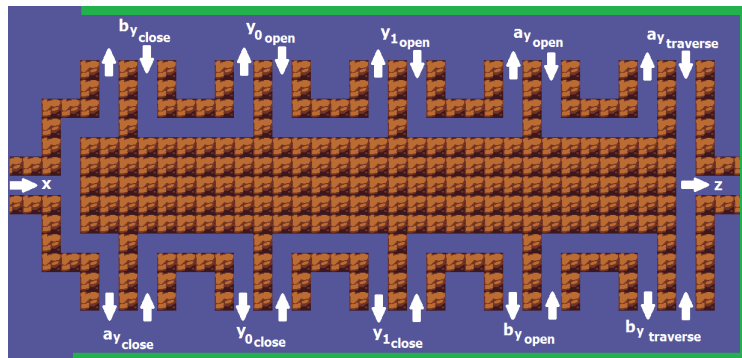 b y close y 0 open y 1 open a y open a y traverse
x z
a y close y 0 close y 1 close b y open b y traverse